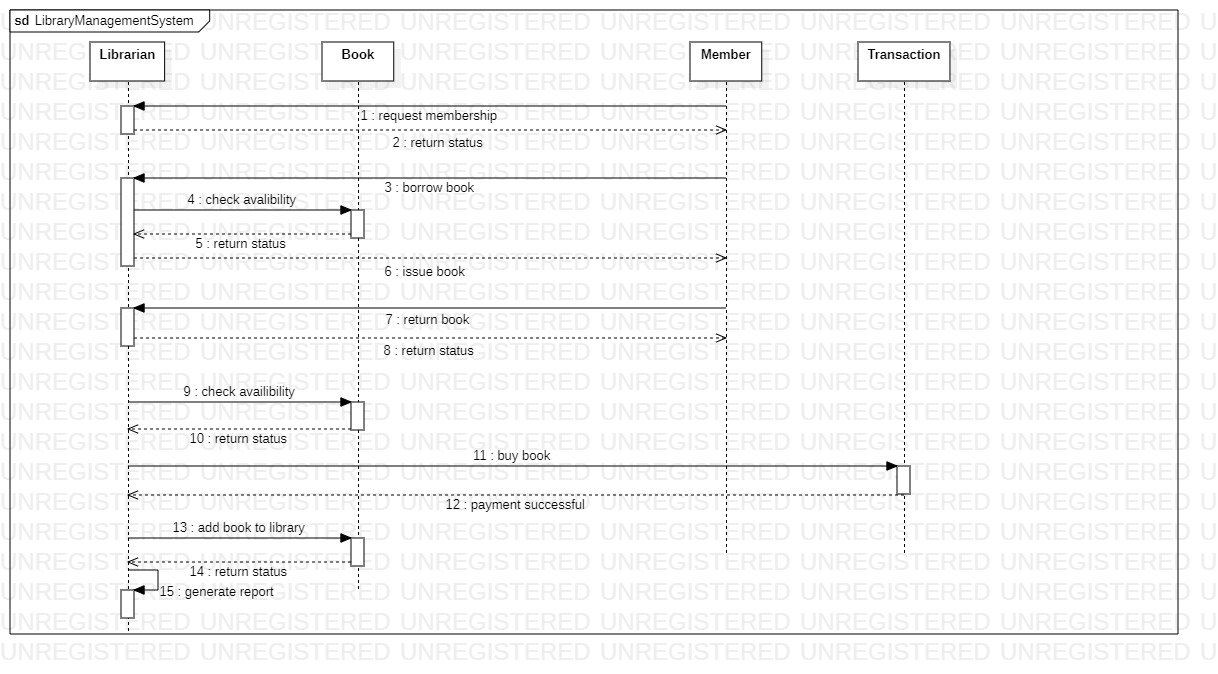 sd LibraryManagementSystem
Librarian
Book
Member
Transaction
1 : request membership
2 : return status
3 : borrow book
4 : check avalibility
5 : return status
6 : issue book
7 : return book
8 : return status
9 : check availibility
10 : return status
11 : buy book
12 : payment successful
13 : add book to library
14 : return status
15 : generate report
UNREGISTERED UNREGISTERED UNREGISTERED UNREGISTERED UNREGISTERED UNREGISTERED U